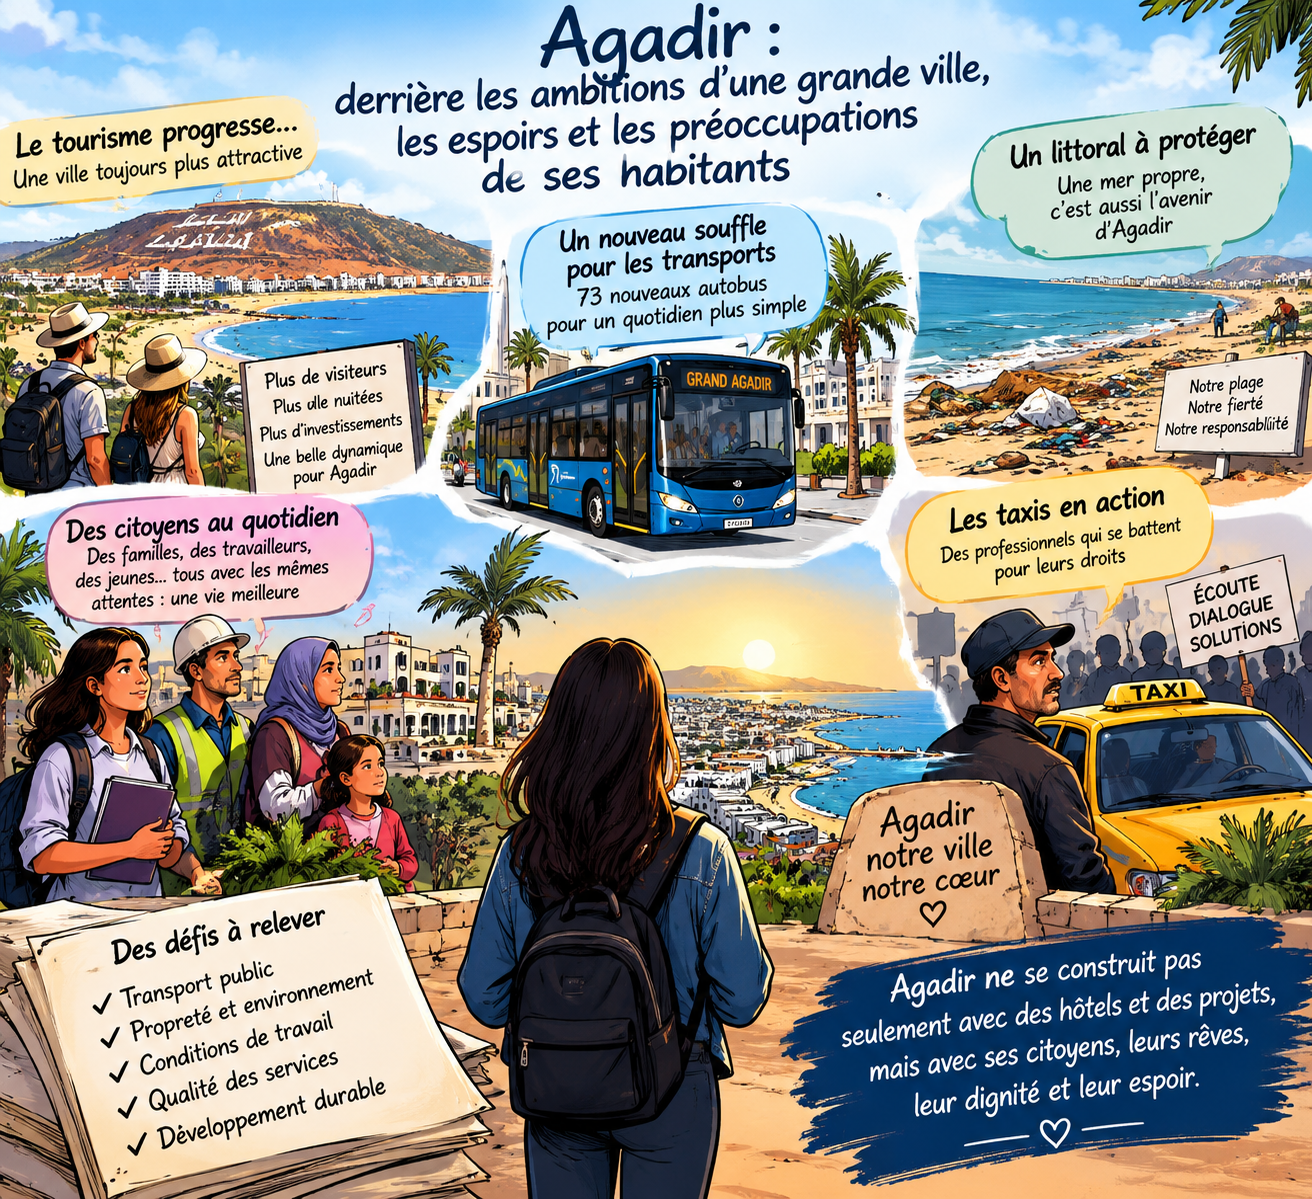 Agadir :
derrière les ambitions d'une grande ville,
les espoirs et les préoccupations
de ses habitants
Le tourisme progresse...
Une ville toujours plus attractive
Plus de visiteurs
Plus de nuitées
Plus d'investissements
Une belle dynamique
pour Agadir
Un nouveau souffle
pour les transports
73 nouveaux autobus
pour un quotidien plus simple
GRAND AGADIR
Un littoral à protéger
Une mer propre,
c'est aussi l'avenir
d'Agadir
Notre plage
Notre fierté
Notre responsabilité
Des citoyens au quotidien
Des familles, des travailleurs,
des jeunes... tous avec les mêmes
attentes : une vie meilleure
Les taxis en action
Des professionnels qui se battent
pour leurs droits
ÉCOUTE
DIALOGUE
SOLUTIONS
TAXI
Agadir
notre ville
notre cœur
♡
Des défis à relever
✓ Transport public
✓ Propreté et environnement
✓ Conditions de travail
✓ Qualité des services
✓ Développement durable
Agadir ne se construit pas
seulement avec des hôtels et des projets,
mais avec ses citoyens, leurs rêves,
leur dignité et leur espoir.
♡